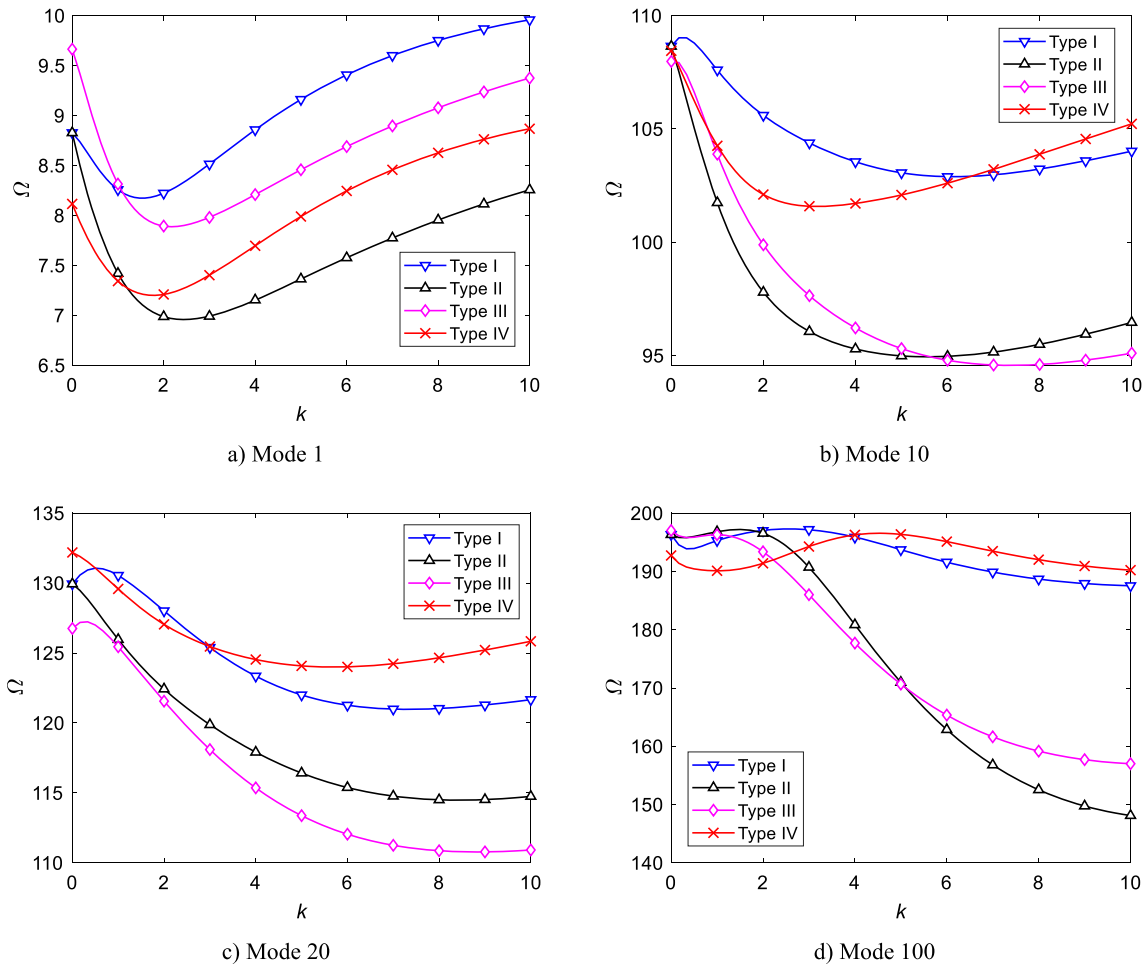 10
9.5
9
8.5
8
7.5
7
6.5
Ω
Type I
Type II
Type III
Type IV
0 2 4 6 8 10
k
a) Mode 1
110
105
100
95
Ω
Type I
Type II
Type III
Type IV
0 2 4 6 8 10
k
b) Mode 10
135
130
125
120
115
110
Ω
Type I
Type II
Type III
Type IV
0 2 4 6 8 10
k
c) Mode 20
200
190
180
170
160
150
140
Ω
Type I
Type II
Type III
Type IV
0 2 4 6 8 10
k
d) Mode 100